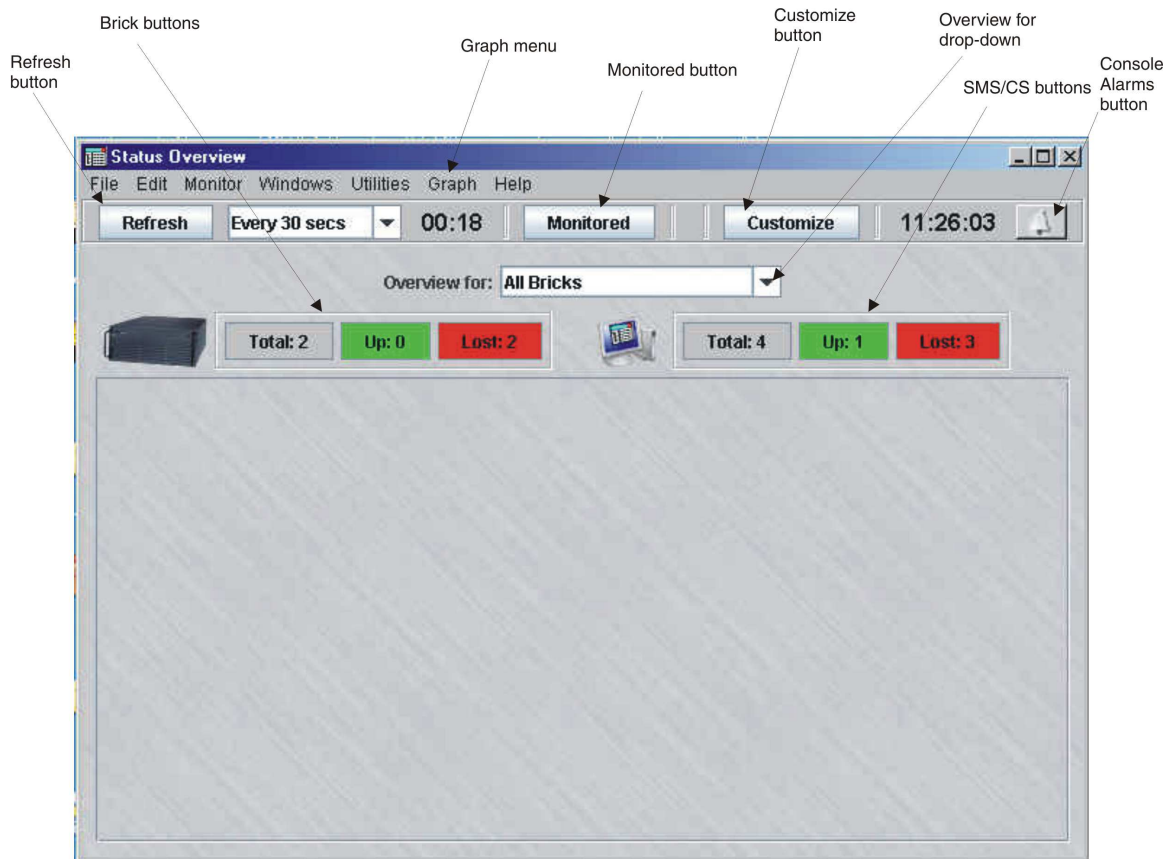 Brick buttons
Customize
button
Overview for
drop-down
Graph menu
Refresh
button
Monitored button
Console
Alarms
button
SMS/CS buttons
Status Overview
File Edit Monitor Windows Utilities Graph Help
Refresh Every 30 secs 00:18 Monitored Customize 11:26:03
Overview for: All Bricks
Total: 2 Up: 0 Lost: 2 Total: 4 Up: 1 Lost: 3